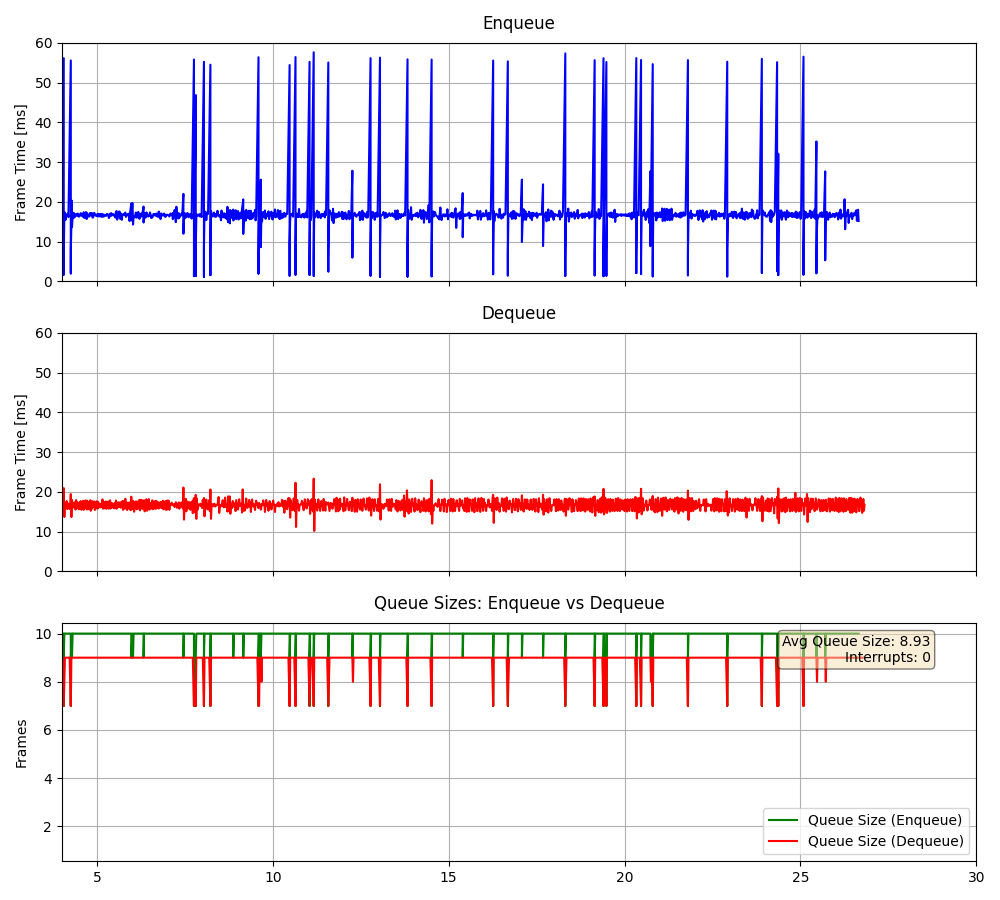 Enqueue
Frame Time [ms]
60
50
40
30
20
10
0
Dequeue
Frame Time [ms]
60
50
40
30
20
10
0
Queue Sizes: Enqueue vs Dequeue
Frames
10
8
6
4
2
Avg Queue Size: 8.93
Interrupts: 0
Queue Size (Enqueue)
Queue Size (Dequeue)
5 10 15 20 25 30